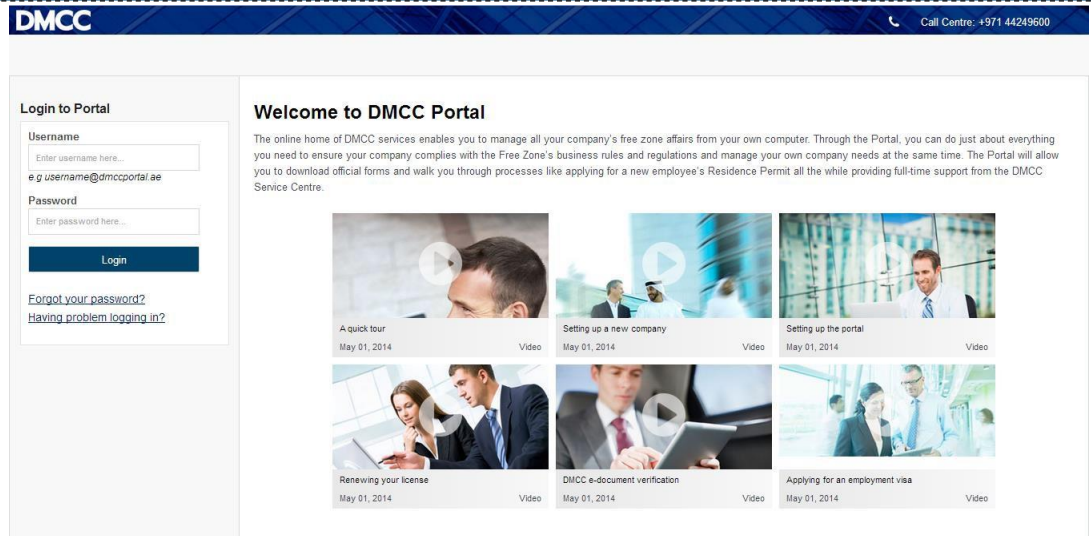 DMCC
Call Centre: +971 44249600
Login to Portal
Username
Enter username here...
e.g username@dmccportal.ae
Password
Enter password here...
Login
Forgot your password?
Having problem logging in?
Welcome to DMCC Portal
The online home of DMCC services enables you to manage all your company's free zone affairs from your own computer. Through the Portal, you can do just about everything
you need to ensure your company complies with the Free Zone's business rules and regulations and manage your own company needs at the same time. The Portal will allow
you to download official forms and walk you through processes like applying for a new employee's Residence Permit all the while providing full-time support from the DMCC
Service Centre.
A quick tour
May 01, 2014 Video
Setting up a new company
May 01, 2014 Video
Setting up the portal
May 01, 2014 Video
Renewing your license
May 01, 2014 Video
DMCC e-document verification
May 01, 2014 Video
Applying for an employment visa
May 01, 2014 Video